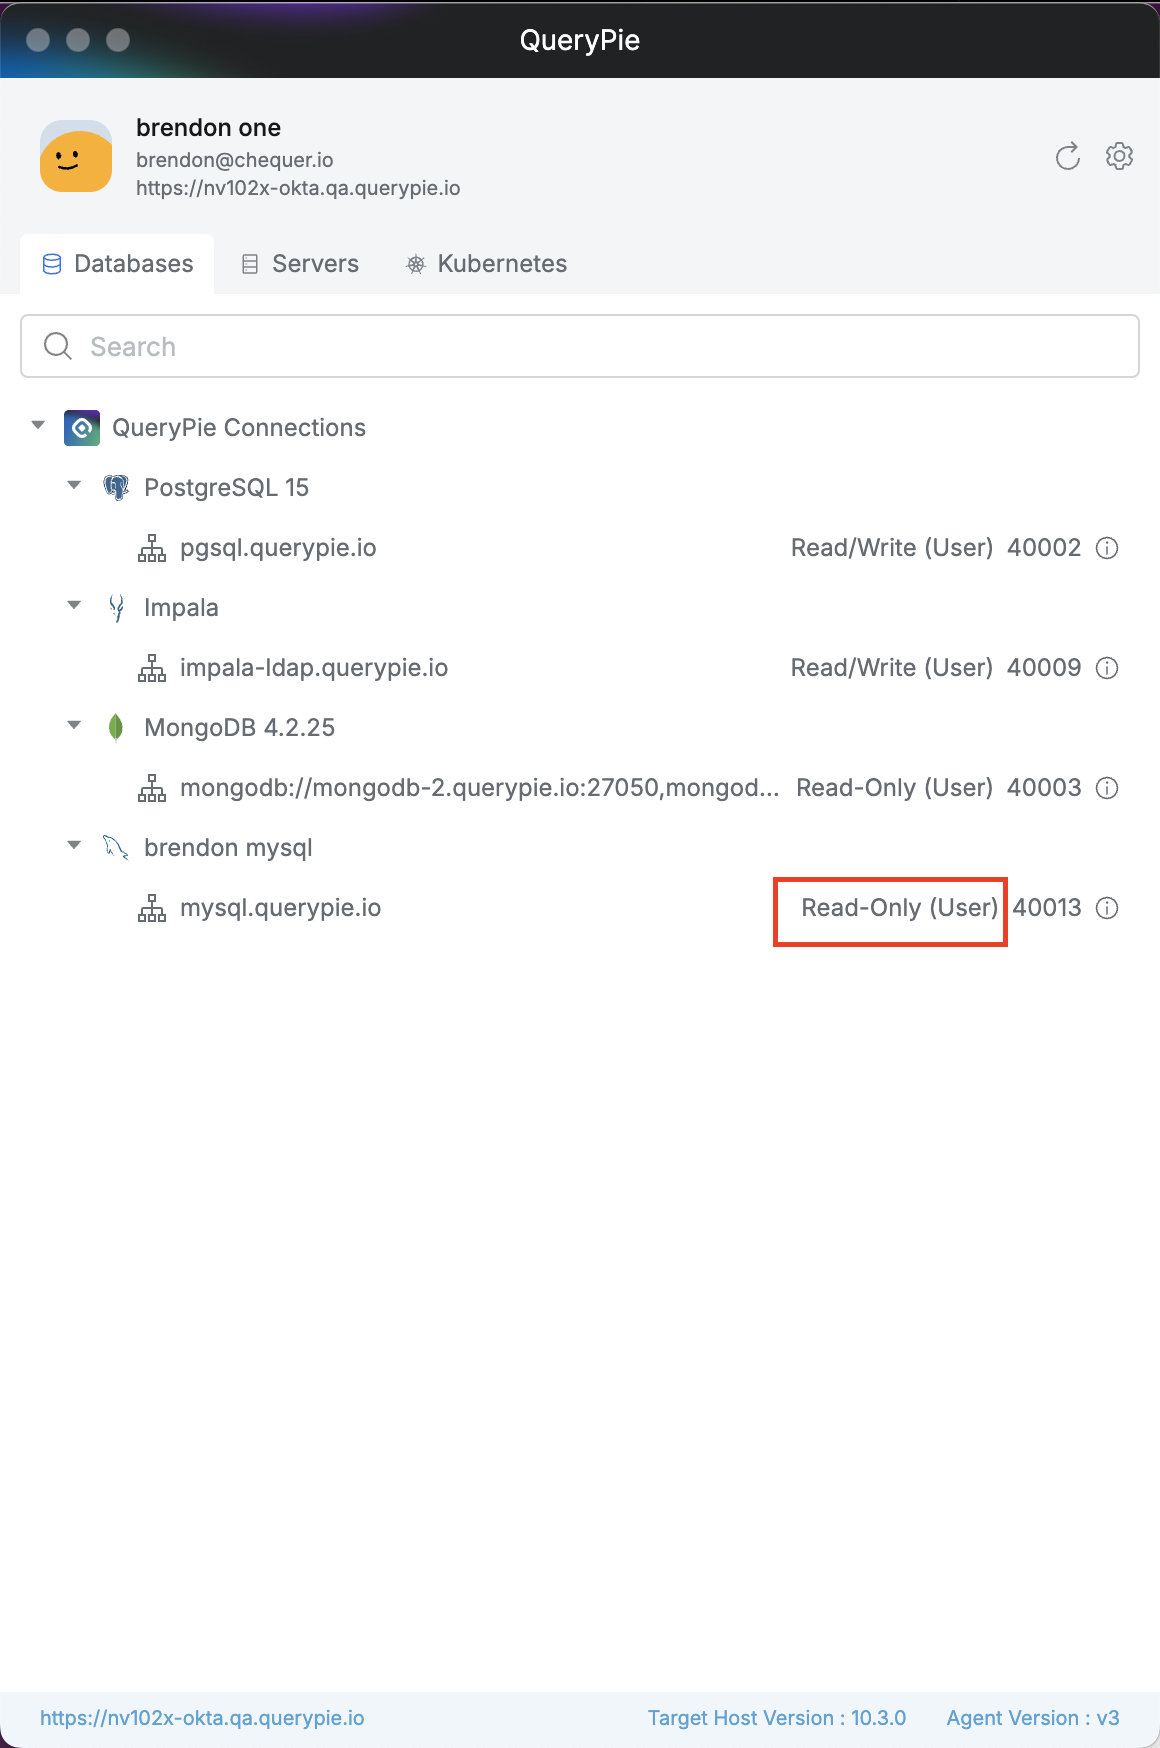 QueryPie
brendon one
brendon@chequer.io
https://nv102x-okta.qa.querypie.io
Databases Servers Kubernetes
Search
QueryPie Connections
PostgreSQL 15
pgsql.querypie.io Read/Write (User) 40002
Impala
impala-ldap.querypie.io Read/Write (User) 40009
MongoDB 4.2.25
mongodb://mongodb-2.querypie.io:27050,mongod... Read-Only (User) 40003
brendon mysql
mysql.querypie.io Read-Only (User) 40013
https://nv102x-okta.qa.querypie.io Target Host Version : 10.3.0 Agent Version : v3